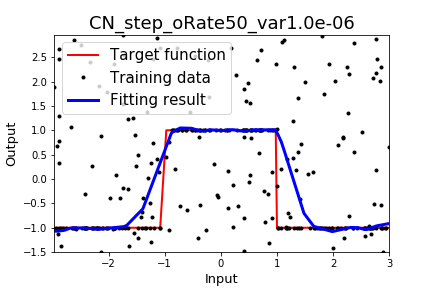 CN_step_oRate50_var1.0e-06
Target function
Training data
Fitting result
Output
2.5
2.0
1.5
1.0
0.5
0.0
−0.5
−1.0
−1.5
−2
−1
0
1
2
3
Input